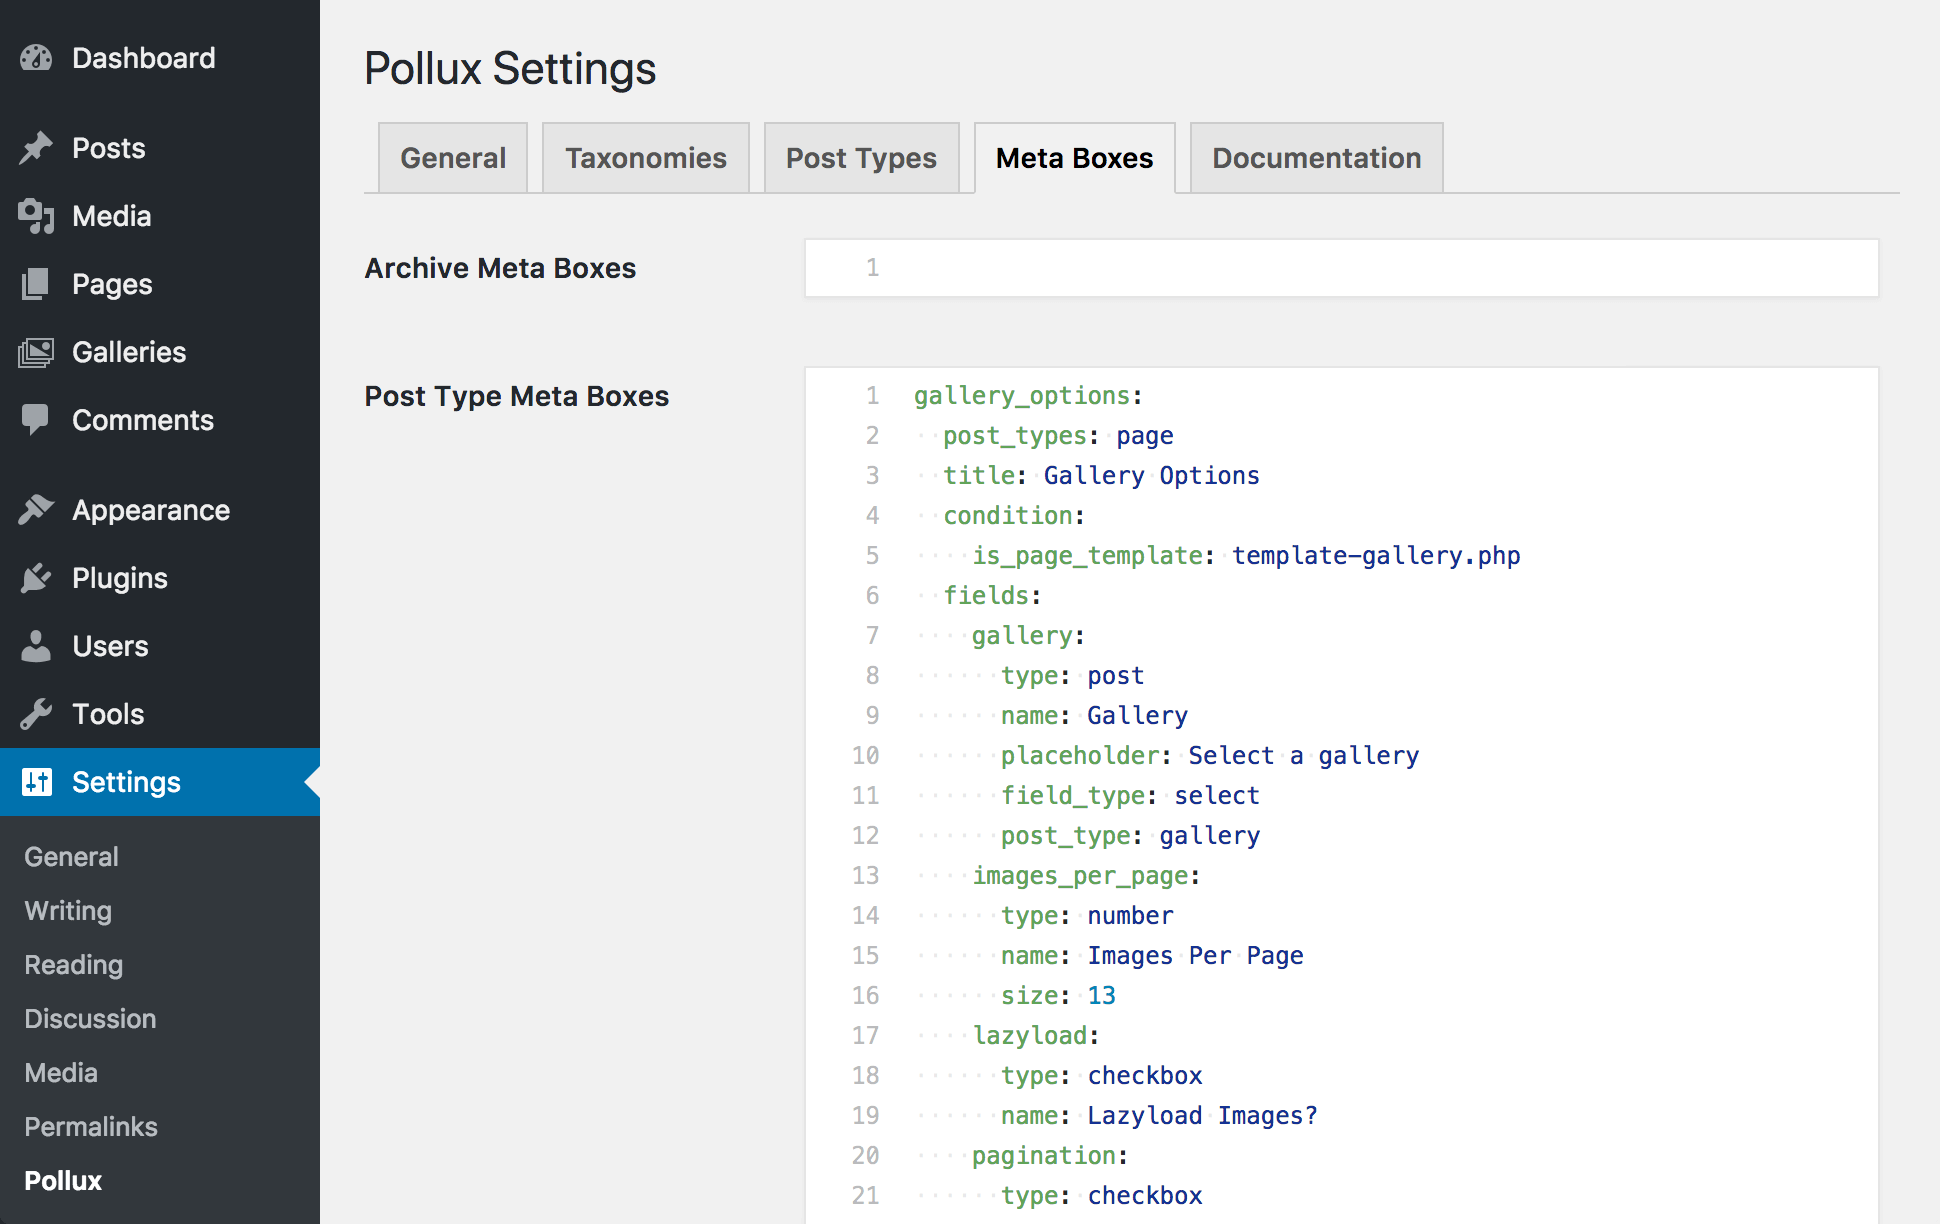 Dashboard
Posts
Media
Pages
Galleries
Comments
Appearance
Plugins
Users
Tools
Settings
General
Writing
Reading
Discussion
Media
Permalinks
Pollux
Pollux Settings
General Taxonomies Post Types Meta Boxes Documentation
Archive Meta Boxes
1
Post Type Meta Boxes
1 gallery_options:
2   post_types: page
3   title: Gallery Options
4   condition:
5     is_page_template: template-gallery.php
6   fields:
7     gallery:
8       type: post
9       name: Gallery
10       placeholder: Select a gallery
11       field_type: select
12       post_type: gallery
13     images_per_page:
14       type: number
15       name: Images Per Page
16       size: 13
17     lazyload:
18       type: checkbox
19       name: Lazyload Images?
20     pagination:
21       type: checkbox